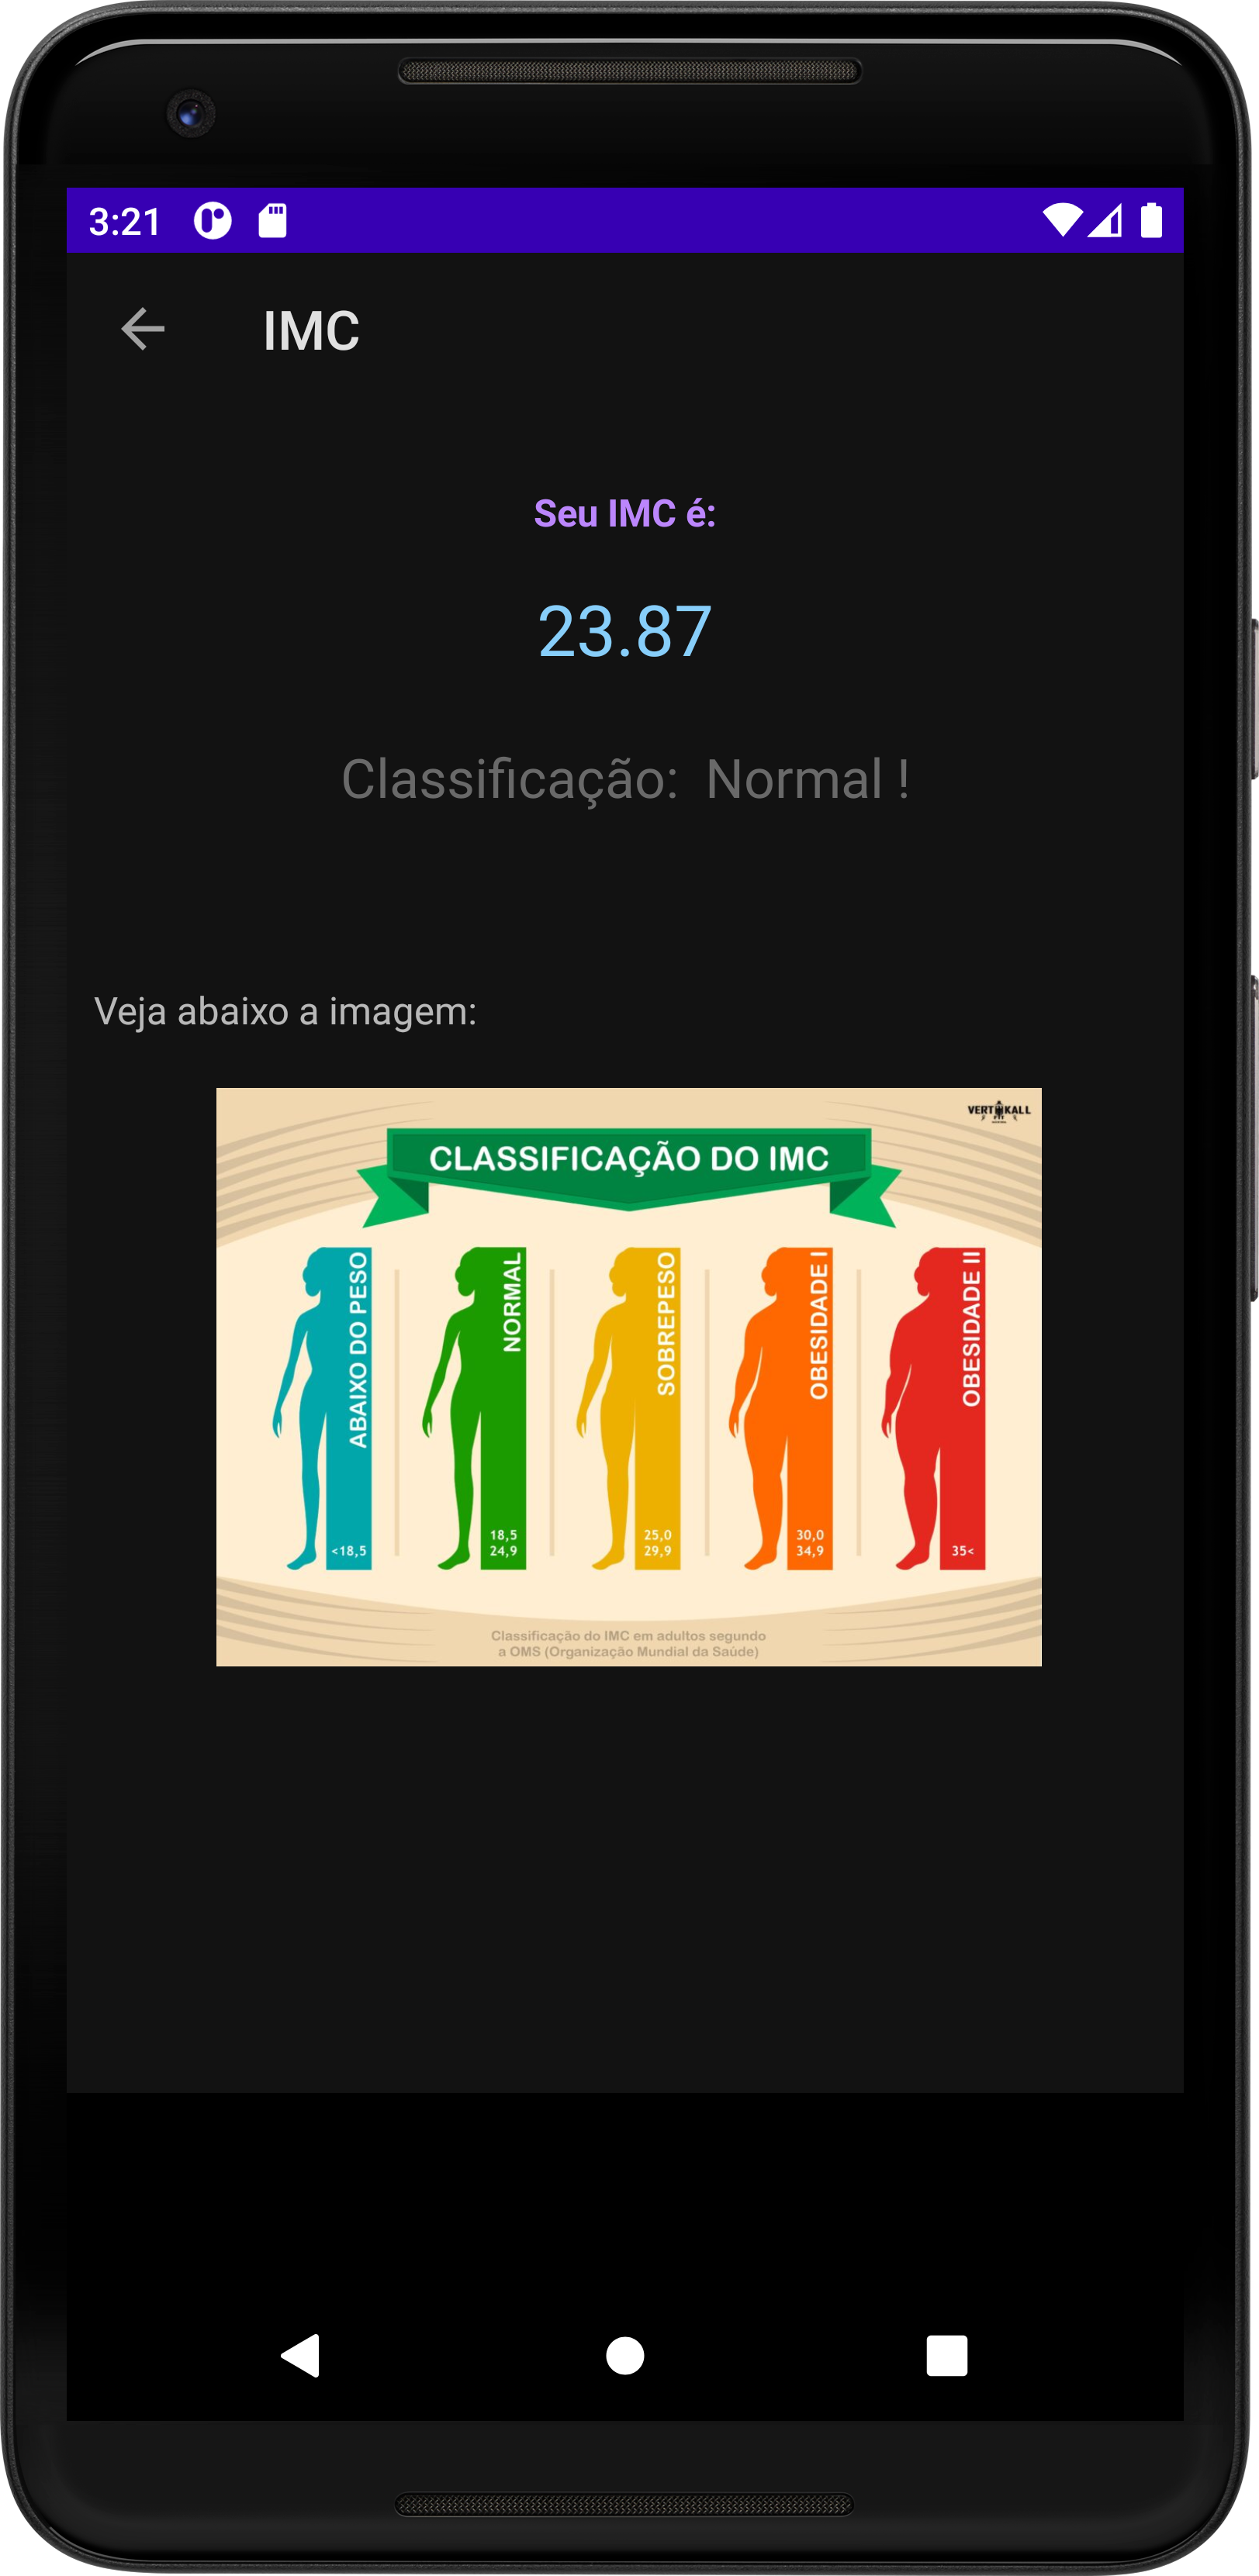 3:21
IMC
Seu IMC é:
23.87
Classificação: Normal !
Veja abaixo a imagem:
VERTIKALL
CLASSIFICAÇÃO DO IMC
ABAIXO DO PESO
<18,5
NORMAL
18,5
24,9
SOBREPESO
25,0
29,9
OBESIDADE I
30,0
34,9
OBESIDADE II
35<
Classificação do IMC em adultos segundo
a OMS (Organização Mundial da Saúde)